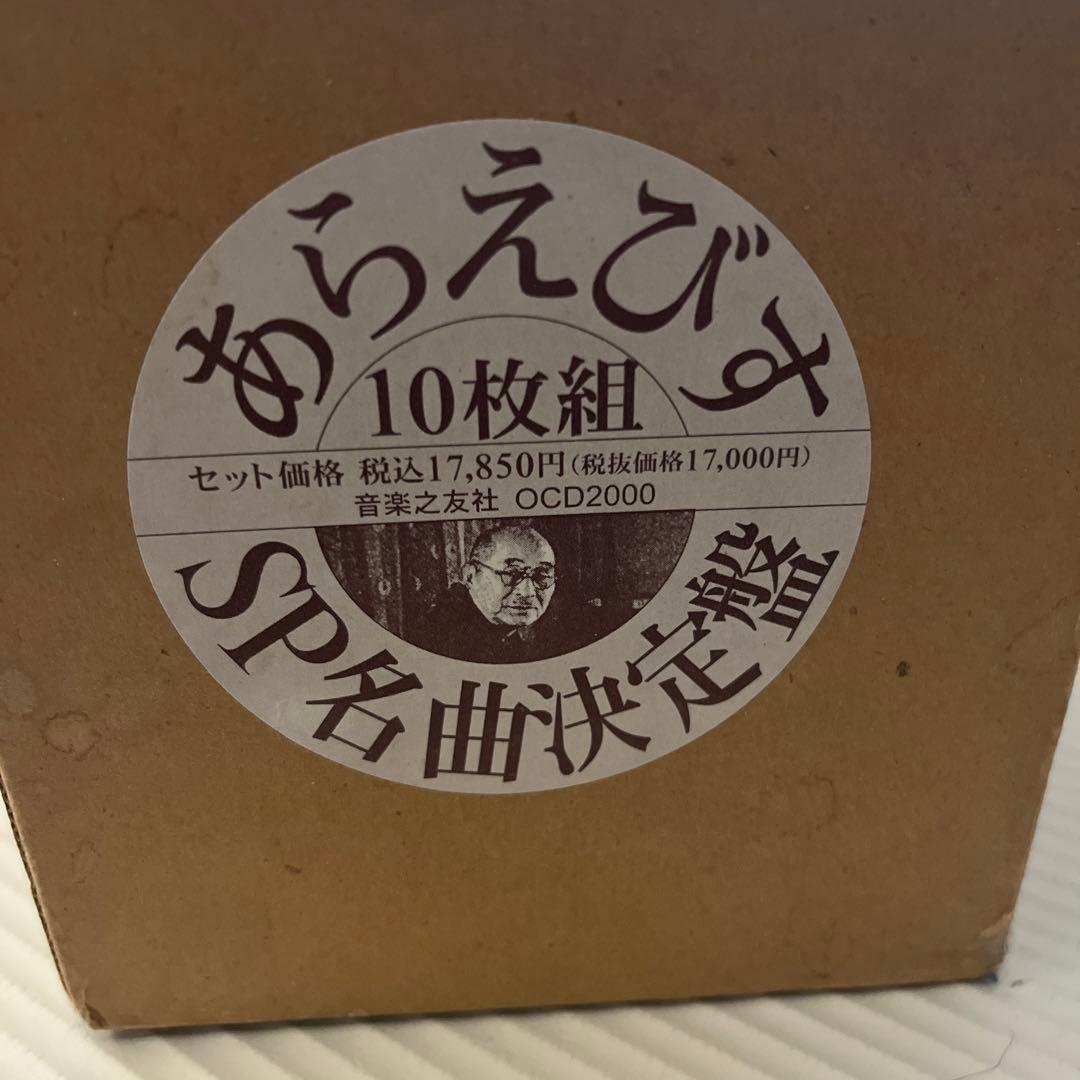 あらえびす
10枚組
セット価格 税込17,850円(税抜価格17,000円)
音楽之友社 OCD2000
SP名曲決定盤